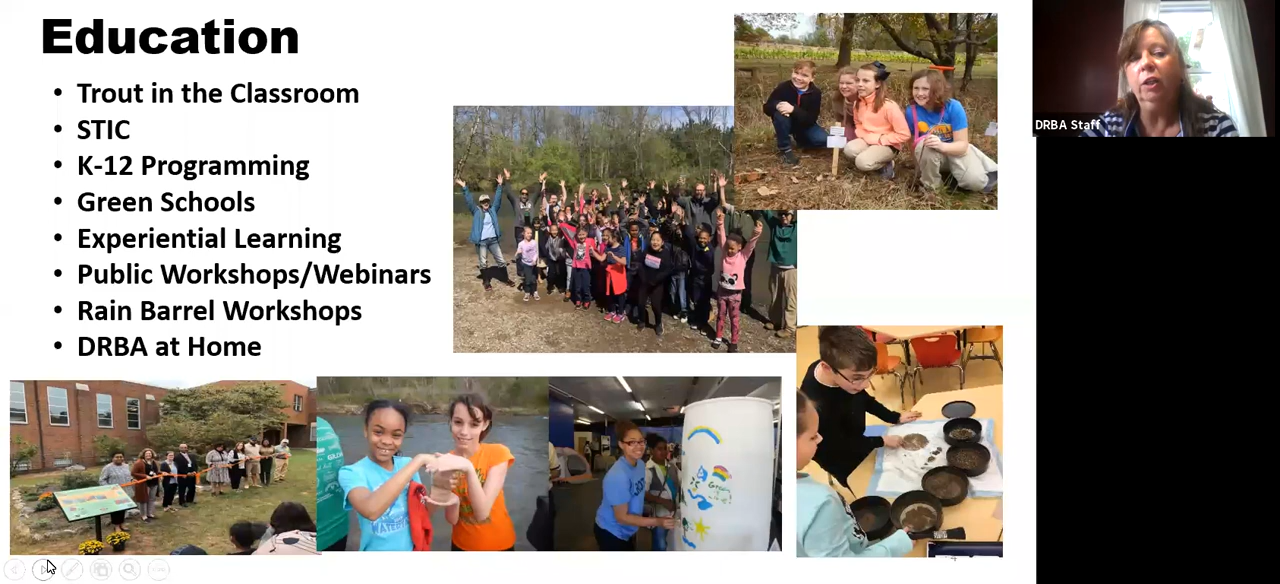 Education
• Trout in the Classroom
• STIC
• K-12 Programming
• Green Schools
• Experiential Learning
• Public Workshops/Webinars
• Rain Barrel Workshops
• DRBA at Home
DRBA Staff